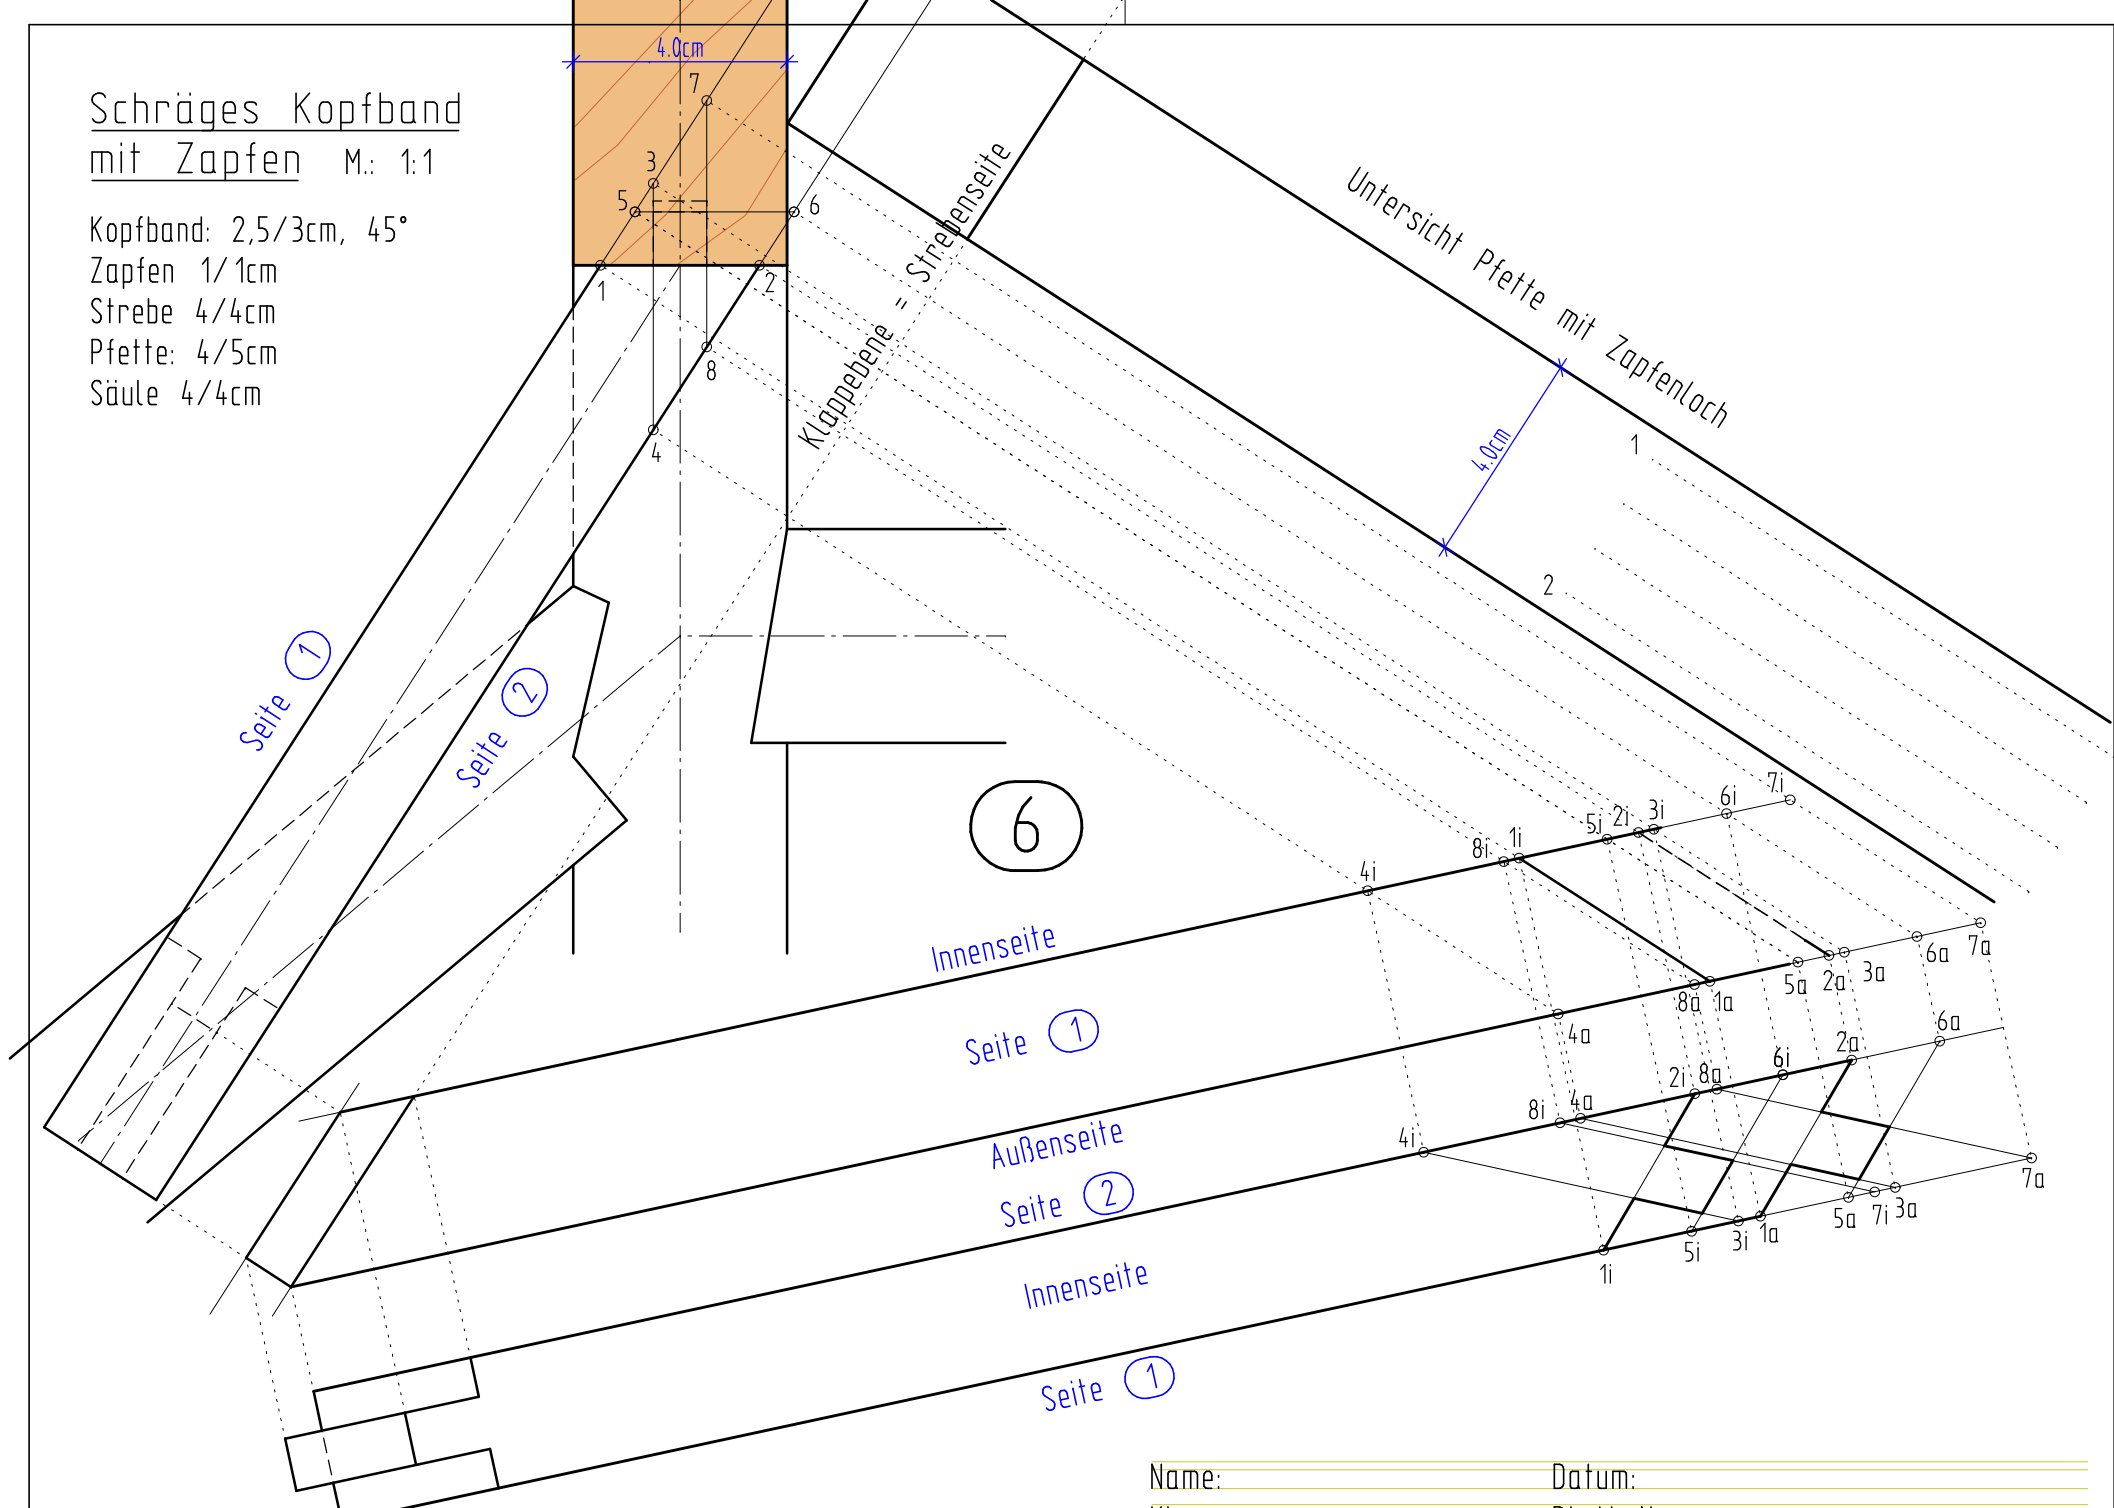 Schräges Kopfband
mit Zapfen M.: 1:1
Kopfband: 2,5/3cm, 45°
Zapfen 1/1cm
Strebe 4/4cm
Pfette: 4/5cm
Säule 4/4cm
4.0cm
7
3
5
6
1
2
8
4
Klappebene = Strebenseite
Untersicht Pfette mit Zapfenloch
4.0cm
1
2
Seite 1
Seite 2
6
7i
6i
3i
2i
5i
1i
8i
4i
Innenseite
7a
6a
3a
2a
5a
1a
8a
4a
Seite 1
Außenseite
Seite 2
6a
2a
6i
8a
2i
4a
8i
4i
7a
3a
7i
5a
1a
3i
5i
1i
Innenseite
Seite 1
Name:
Datum: